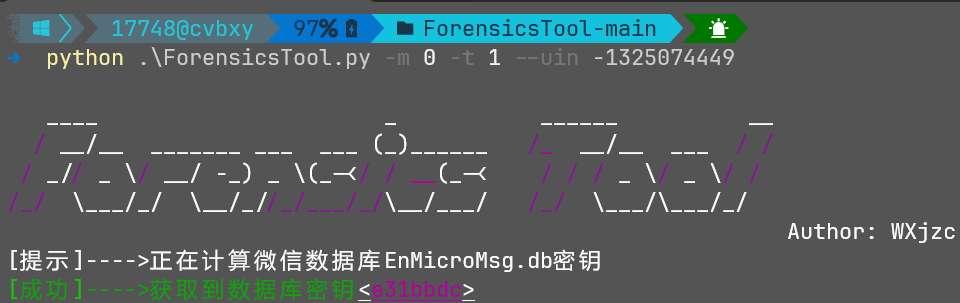 17748@cvbxy 97% ForensicsTool-main
→ python .\ForensicsTool.py -m 0 -t 1 --uin -1325074449
Forensics Tool
Author: WXjzc
[提示]---->正在计算微信数据库EnMicroMsg.db密钥
[成功]---->获取到数据库密钥<e31bbdc>